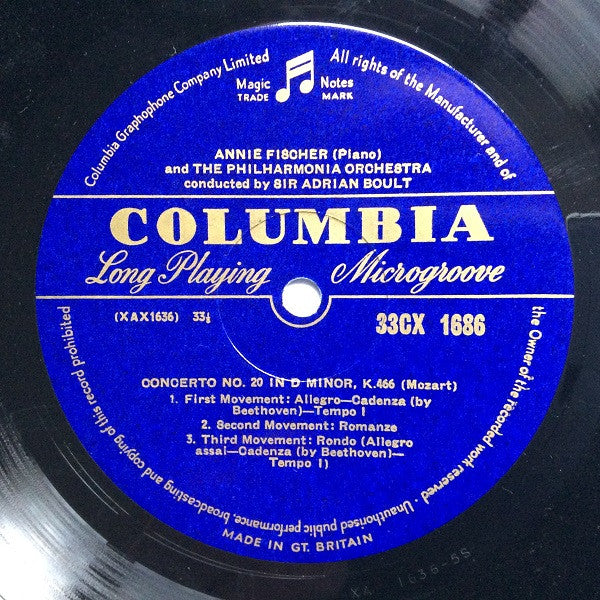 Columbia Graphophone Company Limited
All rights of the Manufacturer and of
the Owner of the recorded work reserved · Unauthorised public performance, broadcasting and copying of this record prohibited
Magic Notes
TRADE MARK
ANNIE FISCHER (Piano)
and THE PHILHARMONIA ORCHESTRA
conducted by SIR ADRIAN BOULT
COLUMBIA
Long Playing Microgroove
(XAX1636) 33⅓
33CX 1686
CONCERTO NO. 20 IN D MINOR, K.466 (Mozart)
1. First Movement: Allegro—Cadenza (by
Beethoven)—Tempo I
2. Second Movement: Romanze
3. Third Movement: Rondo (Allegro
assai—Cadenza (by Beethoven)—
Tempo I)
MADE IN GT. BRITAIN